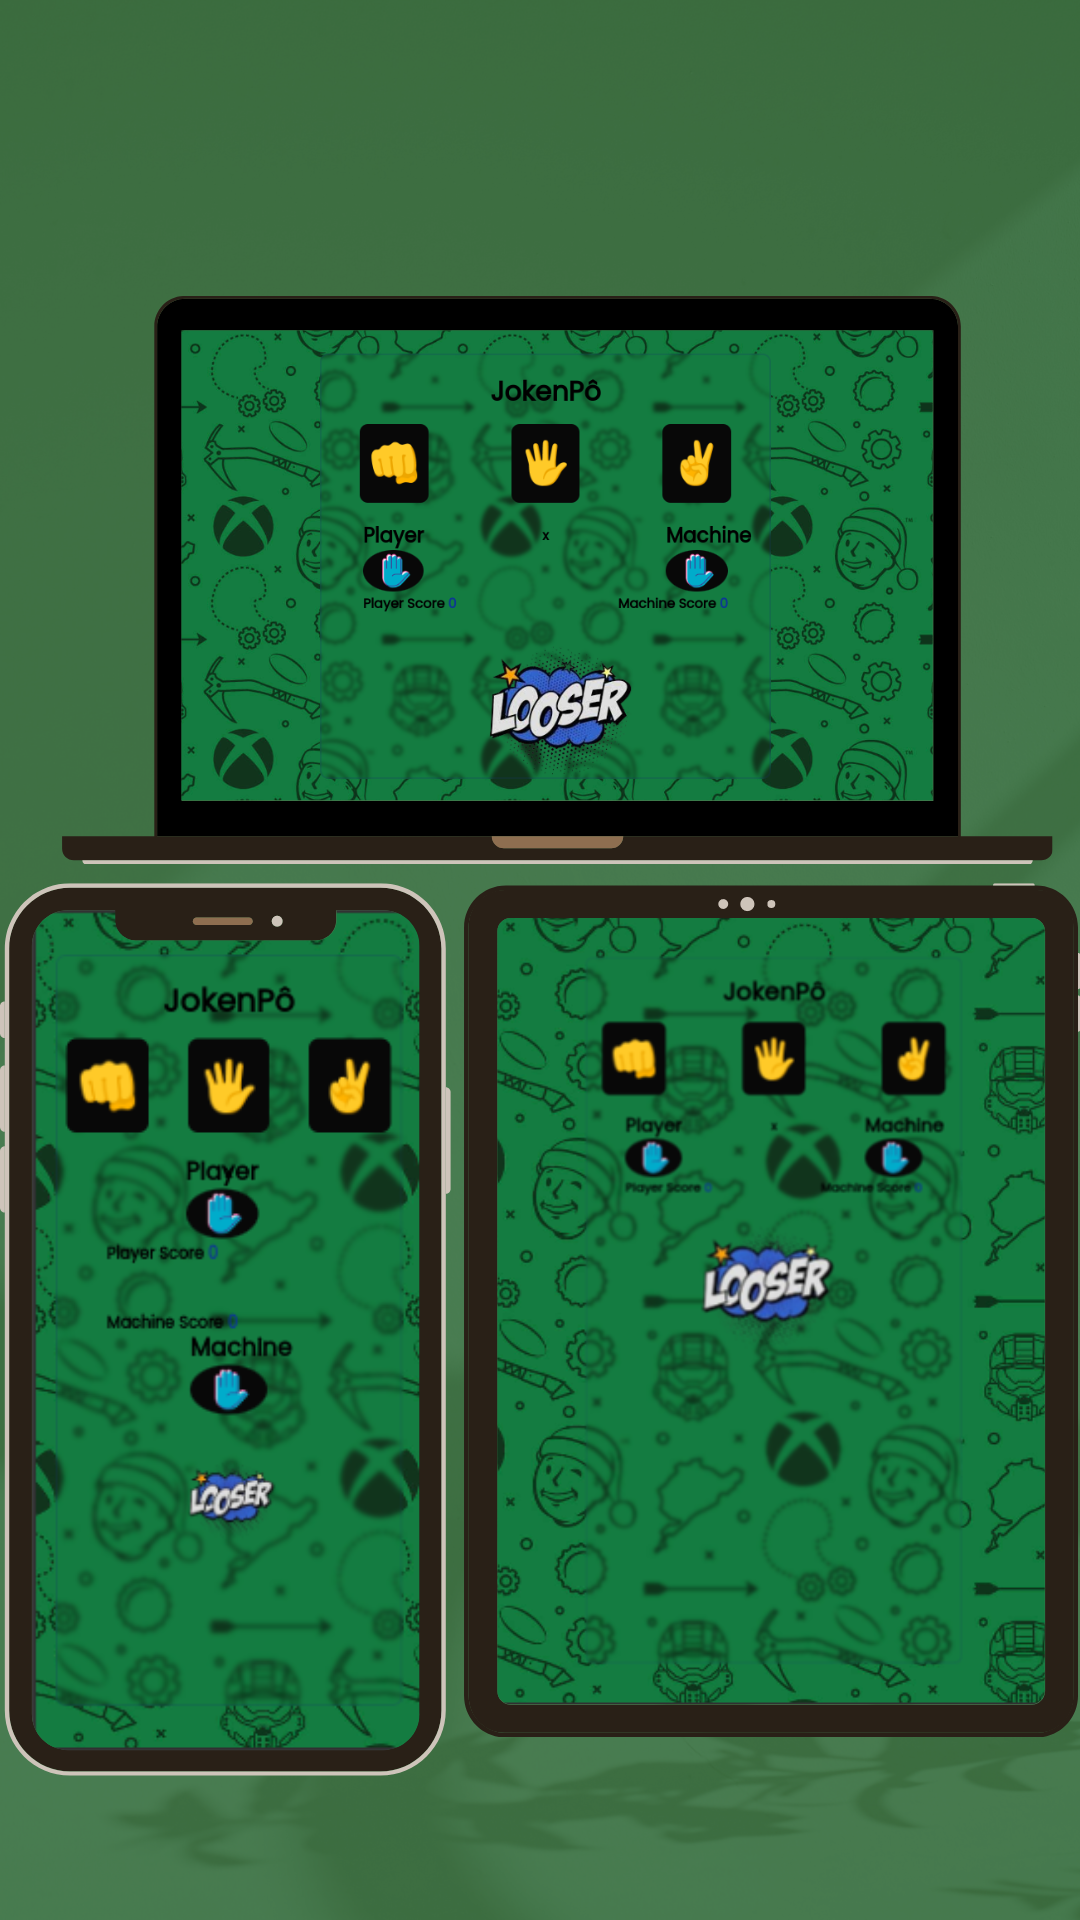 JokenPô
Player x Machine
Player Score 0 Machine Score 0
LOOSER
JokenPô
Player
Player Score 0
Machine Score 0
Machine
LOOSER
JokenPô
Player x Machine
Player Score 0 Machine Score 0
LOOSER